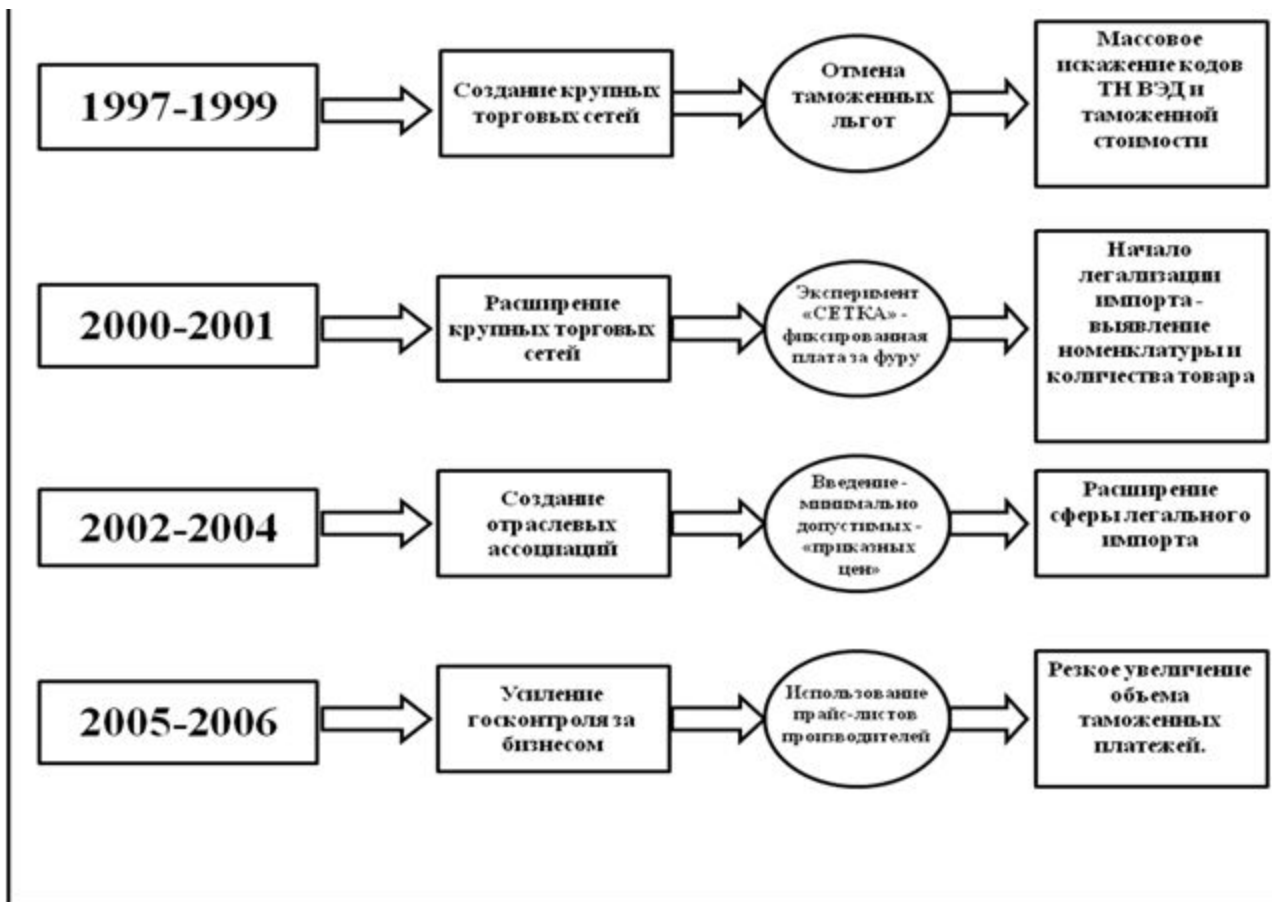 1997-1999
Создание крупных
торговых сетей
Отмена
таможенных
льгот
Массовое
искажение кодов
ТН ВЭД и
таможенной
стоимости
2000-2001
Расширение
крупных торговых
сетей
Эксперимент
«СЕТКА» -
фиксированная
плата за фуру
Начало
легализации
импорта -
выявление
номенклатуры и
количества товара
2002-2004
Создание
отраслевых
ассоциаций
Введение -
минимально
допустимых -
«приказных
цен»
Расширение
сферы легального
импорта
2005-2006
Усиление
госконтроля за
бизнесом
Использование
прайс-листов
производителей
Резкое увеличение
объема
таможенных
платежей.